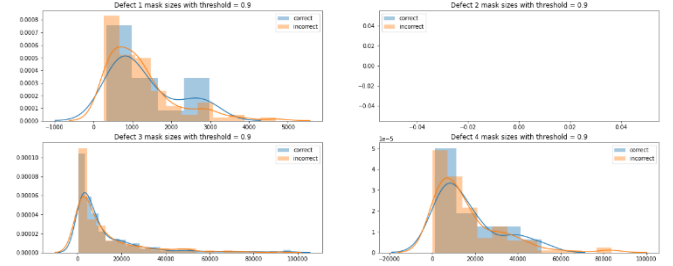 Defect 1 mask sizes with threshold = 0.9
0.0008
0.0007
0.0006
0.0005
0.0004
0.0003
0.0002
0.0001
0.0000
correct
incorrect
−1000 0 1000 2000 3000 4000 5000
Defect 2 mask sizes with threshold = 0.9
0.04
0.02
0.00
−0.02
−0.04
correct
incorrect
−0.04 −0.02 0.00 0.02 0.04
Defect 3 mask sizes with threshold = 0.9
0.00010
0.00008
0.00006
0.00004
0.00002
0.00000
correct
incorrect
0 20000 40000 60000 80000 100000
Defect 4 mask sizes with threshold = 0.9
1e−5
5
4
3
2
1
0
correct
incorrect
−20000 0 20000 40000 60000 80000 100000